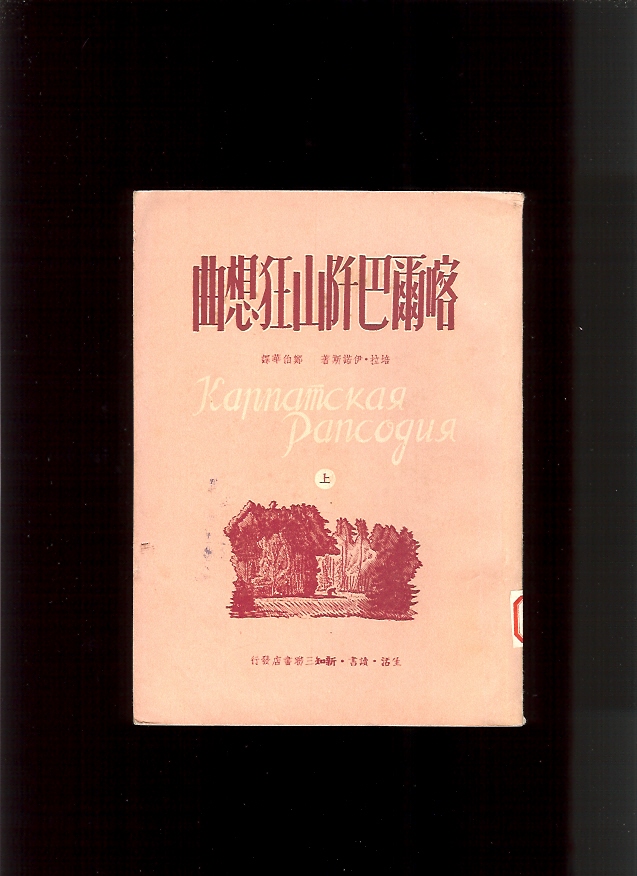 喀爾巴阡山狂想曲
培拉·伊諾斯著 鄭伯華譯
Карпатская
Рапсодия
上
生活·讀書·新知三聯書店發行